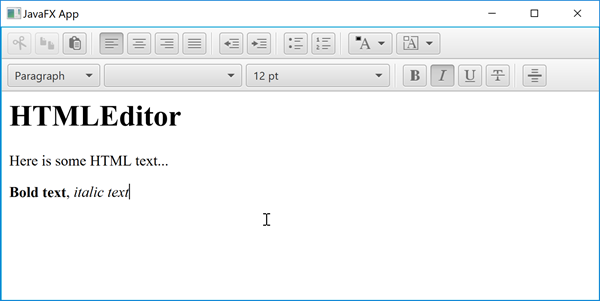 JavaFX App
Paragraph 12 pt B I U T
HTMLEditor
Here is some HTML text...
Bold text, italic text